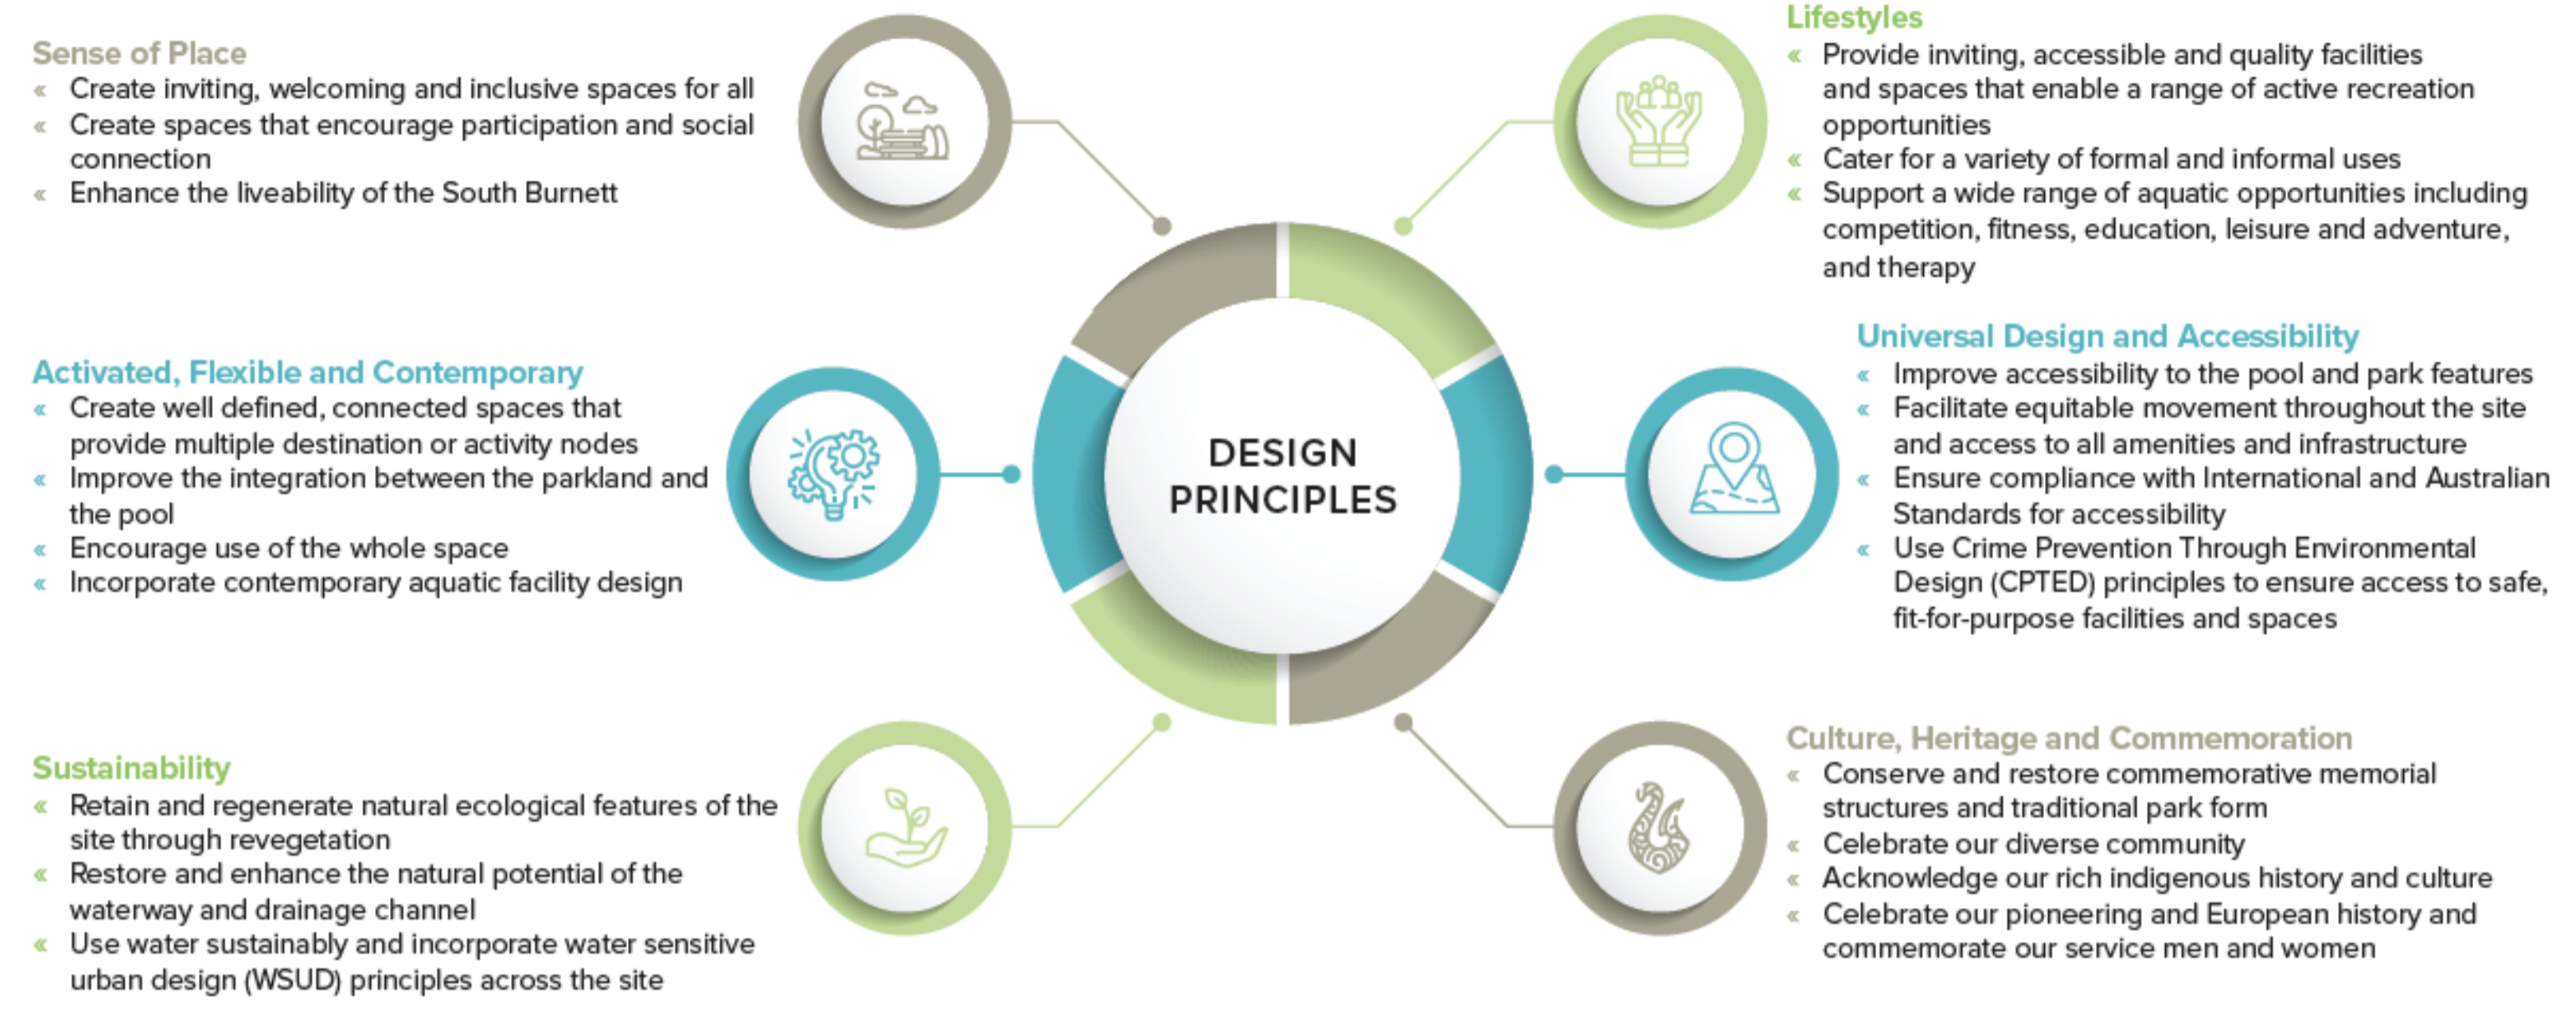 Sense of Place
« Create inviting, welcoming and inclusive spaces for all
« Create spaces that encourage participation and social
connection
« Enhance the liveability of the South Burnett
Activated, Flexible and Contemporary
« Create well defined, connected spaces that
provide multiple destination or activity nodes
« Improve the integration between the parkland and
the pool
« Encourage use of the whole space
« Incorporate contemporary aquatic facility design
Sustainability
« Retain and regenerate natural ecological features of the
site through revegetation
« Restore and enhance the natural potential of the
waterway and drainage channel
« Use water sustainably and incorporate water sensitive
urban design (WSUD) principles across the site
DESIGN
PRINCIPLES
Lifestyles
« Provide inviting, accessible and quality facilities
and spaces that enable a range of active recreation
opportunities
« Cater for a variety of formal and informal uses
« Support a wide range of aquatic opportunities including
competition, fitness, education, leisure and adventure,
and therapy
Universal Design and Accessibility
« Improve accessibility to the pool and park features
« Facilitate equitable movement throughout the site
and access to all amenities and infrastructure
« Ensure compliance with International and Australian
Standards for accessibility
« Use Crime Prevention Through Environmental
Design (CPTED) principles to ensure access to safe,
fit-for-purpose facilities and spaces
Culture, Heritage and Commemoration
« Conserve and restore commemorative memorial
structures and traditional park form
« Celebrate our diverse community
« Acknowledge our rich indigenous history and culture
« Celebrate our pioneering and European history and
commemorate our service men and women